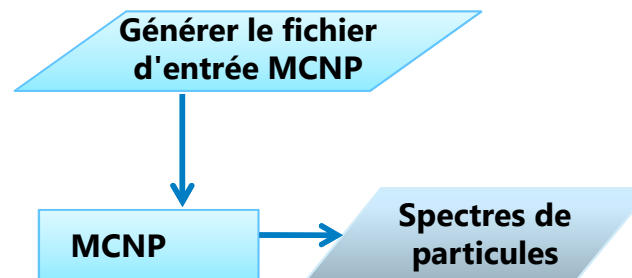 Générer le fichier
d'entrée MCNP
MCNP
Spectres de
particules